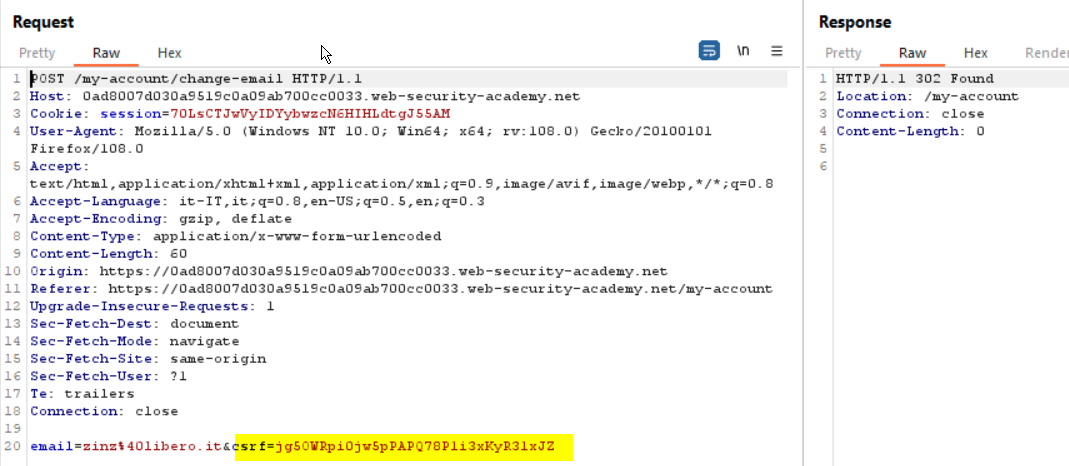 Request
Pretty Raw Hex \n
1 POST /my-account/change-email HTTP/1.1
2 Host: 0ad8007d030a9519c0a09ab700cc0033.web-security-academy.net
3 Cookie: session=70LsCTJwVyIDYybwzcN6HIHLdtgJ55AM
4 User-Agent: Mozilla/5.0 (Windows NT 10.0; Win64; x64; rv:108.0) Gecko/20100101
Firefox/108.0
5 Accept:
text/html,application/xhtml+xml,application/xml;q=0.9,image/avif,image/webp,*/*;q=0.8
6 Accept-Language: it-IT,it;q=0.8,en-US;q=0.5,en;q=0.3
7 Accept-Encoding: gzip, deflate
8 Content-Type: application/x-www-form-urlencoded
9 Content-Length: 60
10 Origin: https://0ad8007d030a9519c0a09ab700cc0033.web-security-academy.net
11 Referer: https://0ad8007d030a9519c0a09ab700cc0033.web-security-academy.net/my-account
12 Upgrade-Insecure-Requests: 1
13 Sec-Fetch-Dest: document
14 Sec-Fetch-Mode: navigate
15 Sec-Fetch-Site: same-origin
16 Sec-Fetch-User: ?1
17 Te: trailers
18 Connection: close
19
20 email=zinz%40libero.it&csrf=jg50WRpi0jw5pPAPQ78Pli3xKyR3lxJZ
Response
Pretty Raw Hex Render
1 HTTP/1.1 302 Found
2 Location: /my-account
3 Connection: close
4 Content-Length: 0
5
6